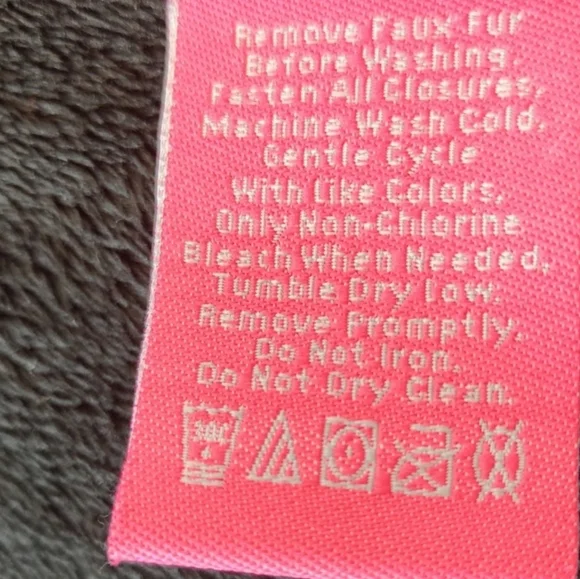 Remove Faux Fur
Before Washing.
Fasten All Closures,
Machine Wash Cold,
Gentle Cycle
With Like Colors,
Only Non-Chlorine
Bleach When Needed,
Tumble Dry Low.
Remove Promptly.
Do Not Iron.
Do Not Dry Clean.
30C